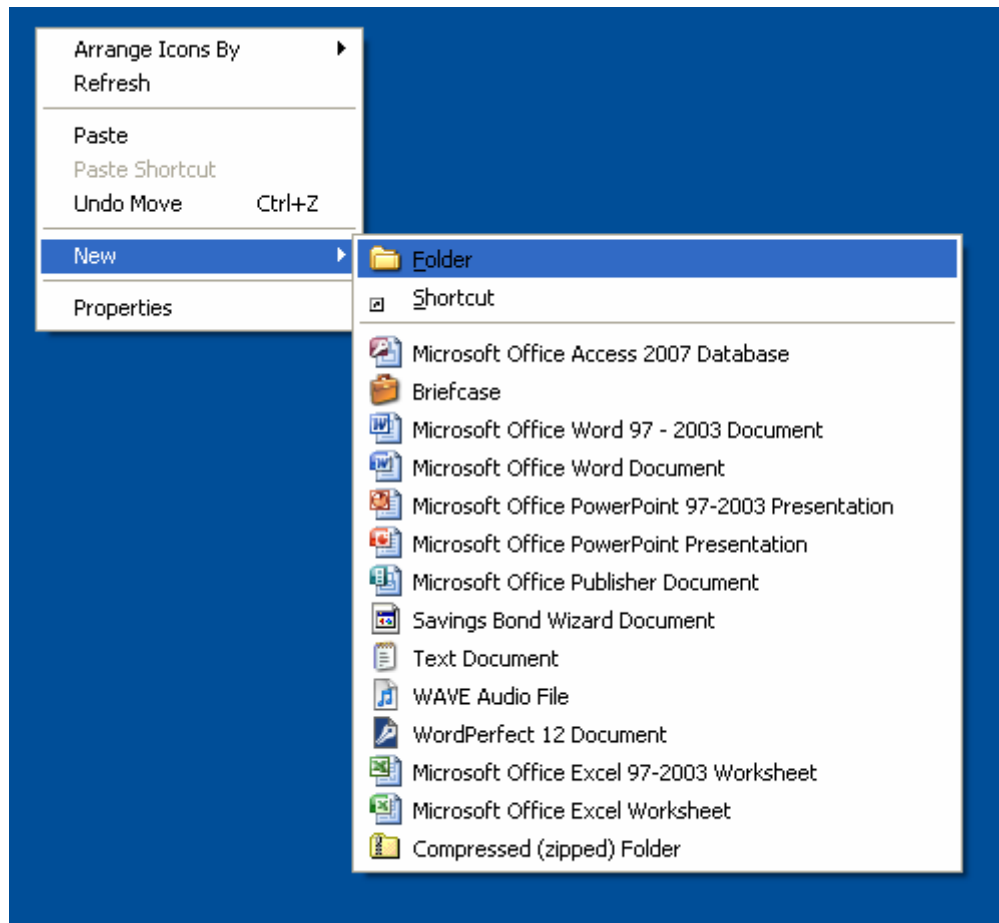 Arrange Icons By
Refresh
Paste
Paste Shortcut
Undo Move Ctrl+Z
New
Properties
Folder
Shortcut
Microsoft Office Access 2007 Database
Briefcase
Microsoft Office Word 97 - 2003 Document
Microsoft Office Word Document
Microsoft Office PowerPoint 97-2003 Presentation
Microsoft Office PowerPoint Presentation
Microsoft Office Publisher Document
Savings Bond Wizard Document
Text Document
WAVE Audio File
WordPerfect 12 Document
Microsoft Office Excel 97-2003 Worksheet
Microsoft Office Excel Worksheet
Compressed (zipped) Folder